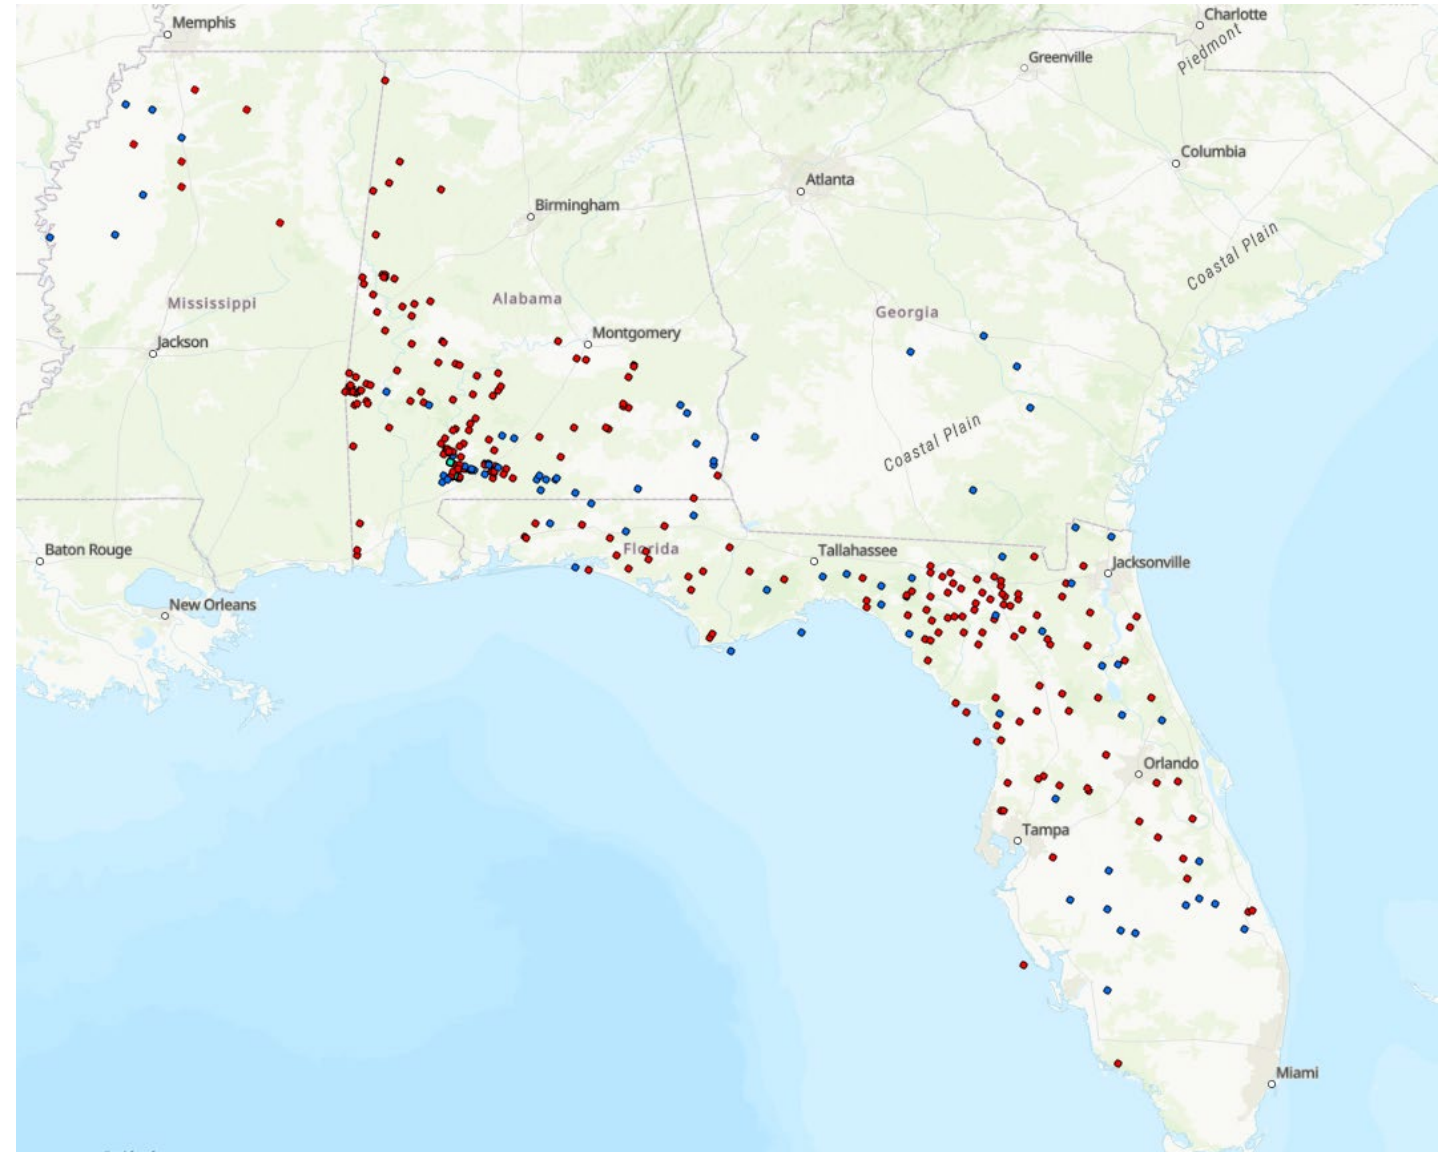 Memphis
Charlotte
Piedmont
Greenville
Columbia
Atlanta
Birmingham
Coastal Plain
Mississippi
Alabama
Georgia
Jackson
Montgomery
Coastal Plain
Baton Rouge
Florida
Tallahassee
Jacksonville
New Orleans
Orlando
Tampa
Miami